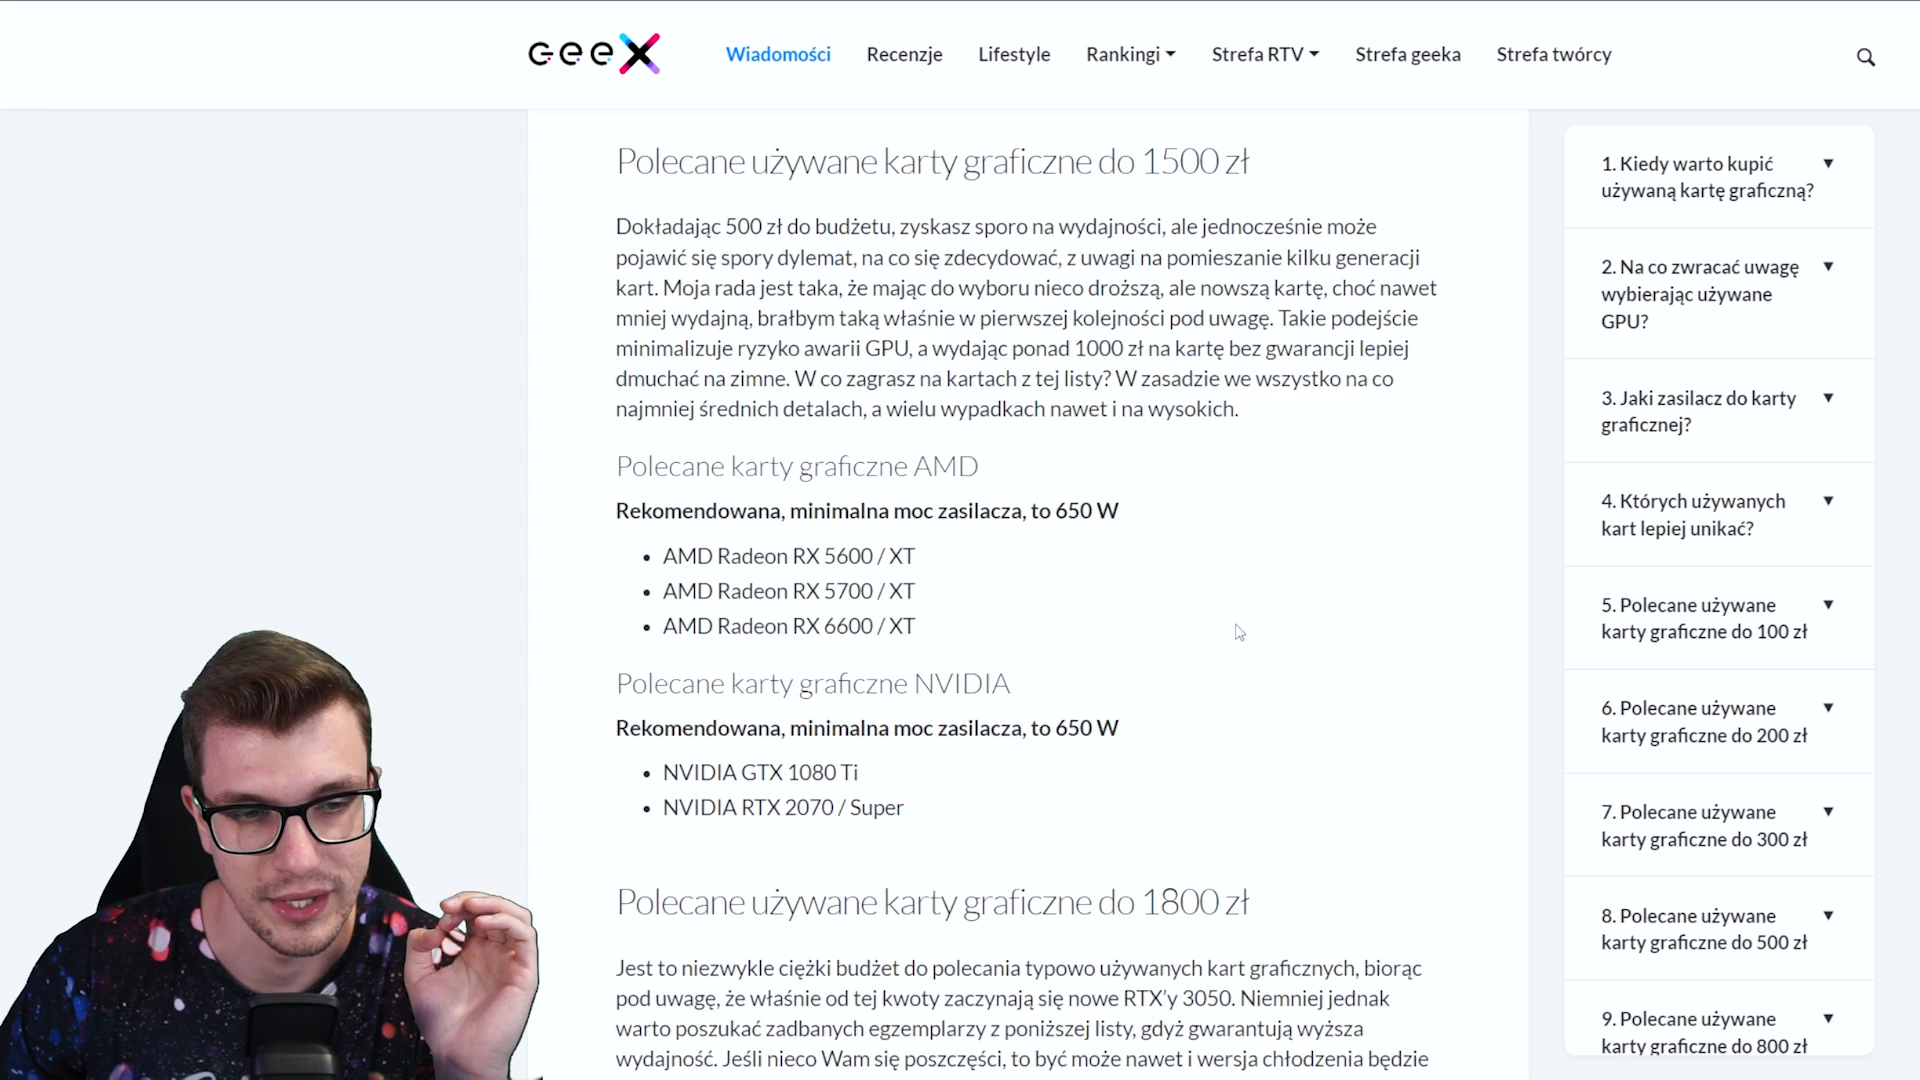 GeeX
Wiadomości Recenzje Lifestyle Rankingi Strefa RTV Strefa geeka Strefa twórcy
Polecane używane karty graficzne do 1500 zł
Dokładając 500 zł do budżetu, zyskasz sporo na wydajności, ale jednocześnie może
pojawić się spory dylemat, na co się zdecydować, z uwagi na pomieszanie kilku generacji
kart. Moja rada jest taka, że mając do wyboru nieco droższą, ale nowszą kartę, choć nawet
mniej wydajną, brałbym taką właśnie w pierwszej kolejności pod uwagę. Takie podejście
minimalizuje ryzyko awarii GPU, a wydając ponad 1000 zł na kartę bez gwarancji lepiej
dmuchać na zimne. W co zagrasz na kartach z tej listy? W zasadzie we wszystko na co
najmniej średnich detalach, a wielu wypadkach nawet i na wysokich.
Polecane karty graficzne AMD
Rekomendowana, minimalna moc zasilacza, to 650 W
• AMD Radeon RX 5600 / XT
• AMD Radeon RX 5700 / XT
• AMD Radeon RX 6600 / XT
Polecane karty graficzne NVIDIA
Rekomendowana, minimalna moc zasilacza, to 650 W
• NVIDIA GTX 1080 Ti
• NVIDIA RTX 2070 / Super
Polecane używane karty graficzne do 1800 zł
Jest to niezwykle ciężki budżet do polecania typowo używanych kart graficznych, biorąc
pod uwagę, że właśnie od tej kwoty zaczynają się nowe RTX'y 3050. Niemniej jednak
warto poszukać zadbanych egzemplarzy z poniższej listy, gdyż gwarantują wyższa
wydajność. Jeśli nieco Wam się poszczęści, to być może nawet i wersja chłodzenia będzie
1. Kiedy warto kupić
używaną kartę graficzną?
2. Na co zwracać uwagę
wybierając używane
GPU?
3. Jaki zasilacz do karty
graficznej?
4. Których używanych
kart lepiej unikać?
5. Polecane używane
karty graficzne do 100 zł
6. Polecane używane
karty graficzne do 200 zł
7. Polecane używane
karty graficzne do 300 zł
8. Polecane używane
karty graficzne do 500 zł
9. Polecane używane
karty graficzne do 800 zł